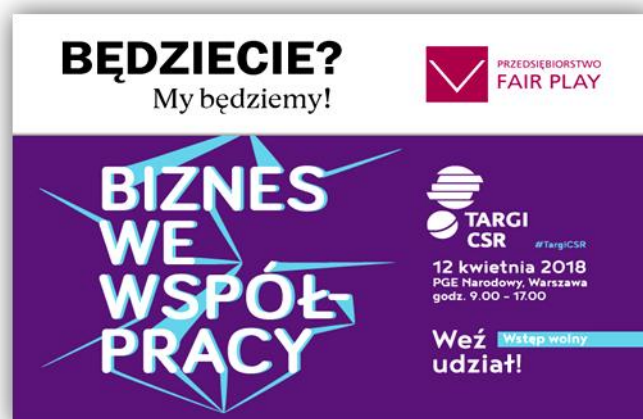 BĘDZIECIE?
My będziemy!
PRZEDSIĘBIORSTWO
FAIR PLAY
BIZNES
WE
WSPÓŁ-
PRACY
TARGI
CSR
#TargiCSR
12 kwietnia 2018
PGE Narodowy, Warszawa
godz. 9.00 - 17.00
Weź
udział!
Wstęp wolny